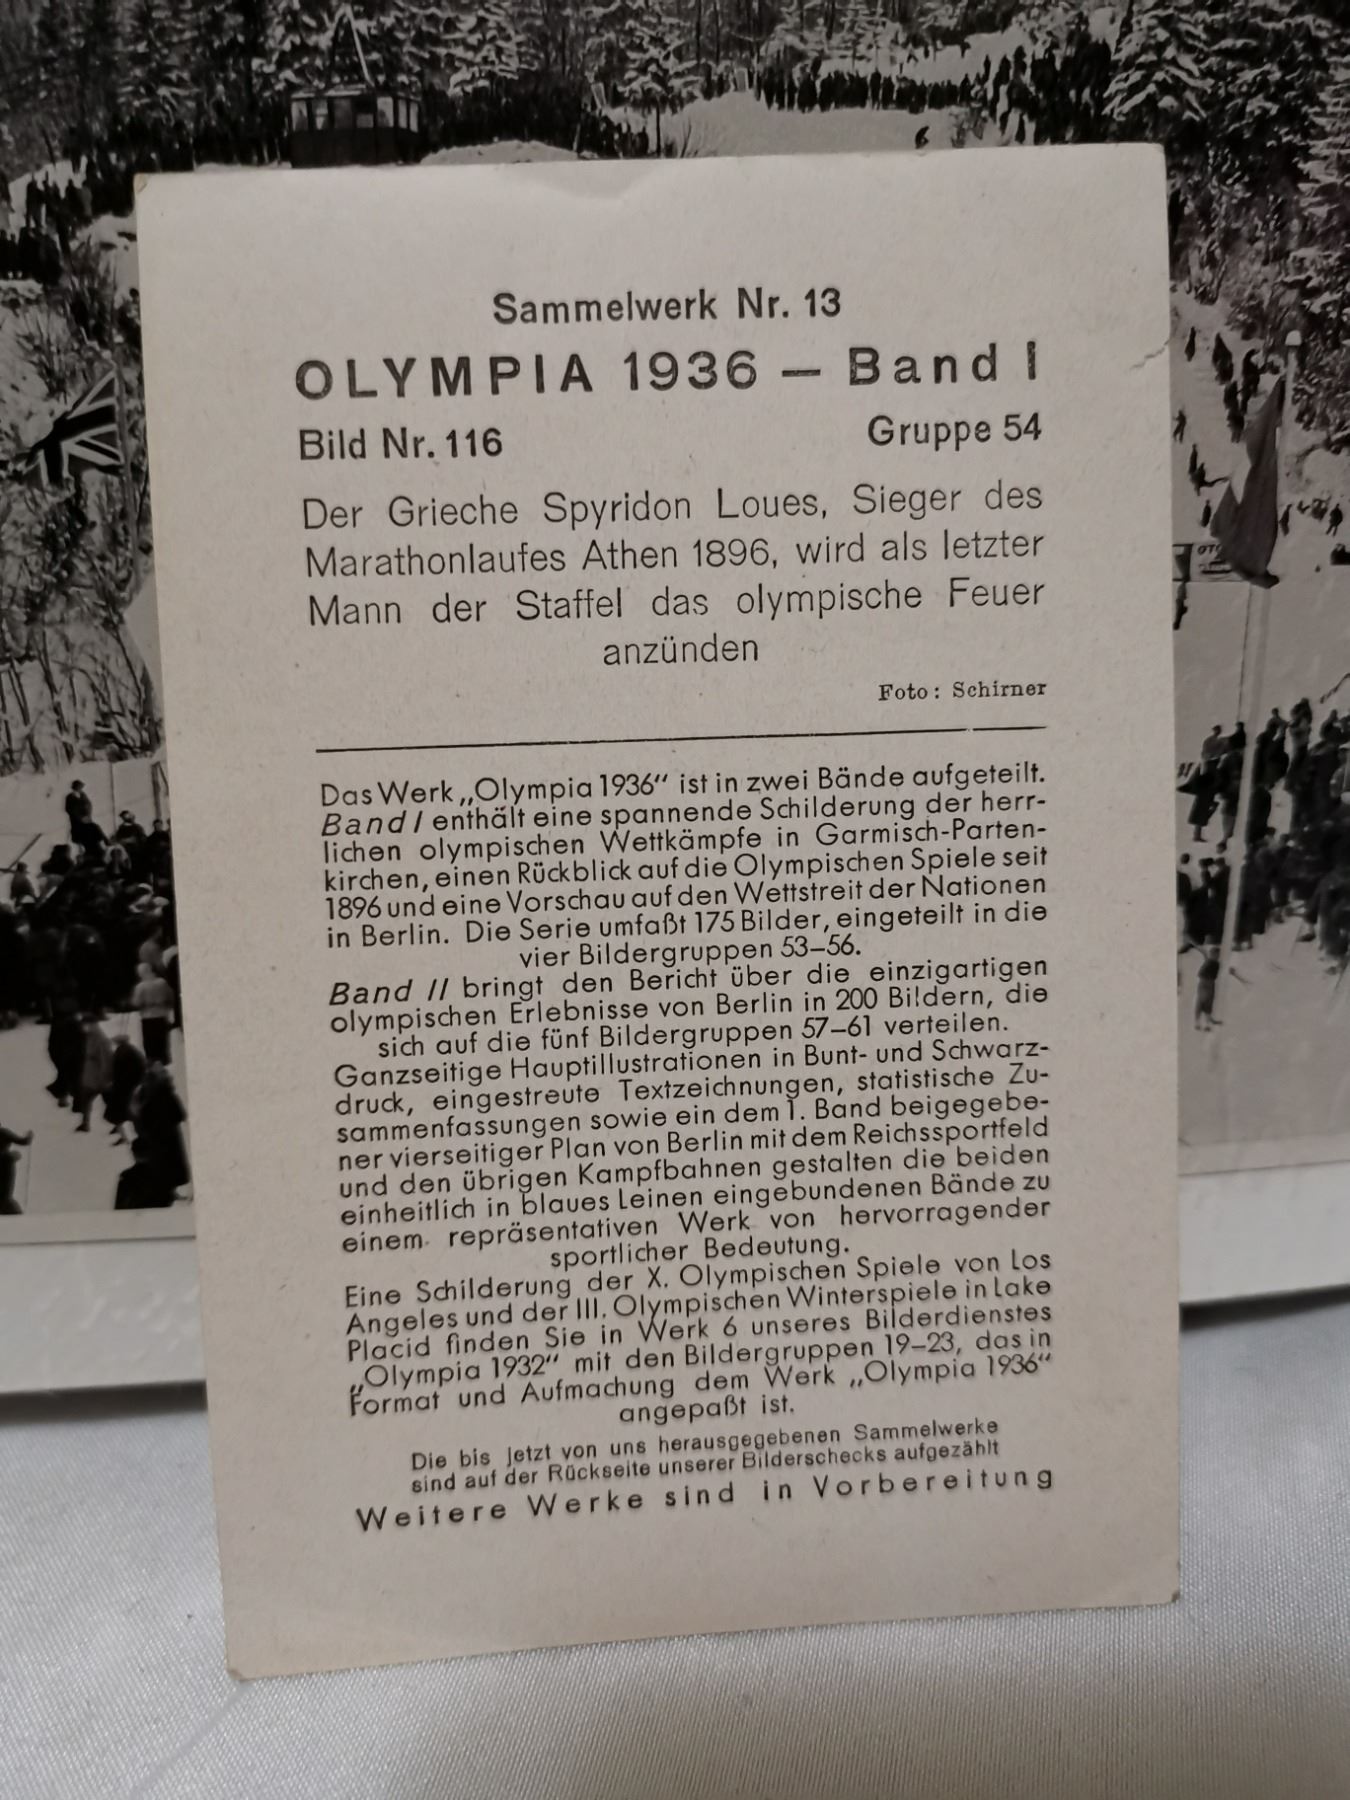 Sammelwerk Nr. 13
OLYMPIA 1936 — Band I
Bild Nr. 116 Gruppe 54
Der Grieche Spyridon Loues, Sieger des
Marathonlaufes Athen 1896, wird als letzter
Mann der Staffel das olympische Feuer
anzünden
Foto: Schirner
Das Werk „Olympia 1936“ ist in zwei Bände aufgeteilt.
Band I enthält eine spannende Schilderung der herr-
lichen olympischen Wettkämpfe in Garmisch-Parten-
kirchen, einen Rückblick auf die Olympischen Spiele seit
1896 und eine Vorschau auf den Wettstreit der Nationen
in Berlin. Die Serie umfaßt 175 Bilder, eingeteilt in die
vier Bildergruppen 53–56.
Band II bringt den Bericht über die einzigartigen
olympischen Erlebnisse von Berlin in 200 Bildern, die
sich auf die fünf Bildergruppen 57–61 verteilen.
Ganzseitige Hauptillustrationen in Bunt- und Schwarz-
druck, eingestreute Textzeichnungen, statistische Zu-
sammenfassungen sowie ein dem 1. Band beigegebe-
ner vierseitiger Plan von Berlin mit dem Reichssportfeld
und den übrigen Kampfbahnen gestalten die beiden
einheitlich in blaues Leinen eingebundenen Bände zu
einem repräsentativen Werk von hervorragender
sportlicher Bedeutung.
Eine Schilderung der X. Olympischen Spiele von Los
Angeles und der III. Olympischen Winterspiele in Lake
Placid finden Sie in Werk 6 unseres Bilderdienstes
„Olympia 1932“ mit den Bildergruppen 19–23, das in
Format und Aufmachung dem Werk „Olympia 1936“
angepaßt ist.
Die bis jetzt von uns herausgegebenen Sammelwerke
sind auf der Rückseite unserer Bilderschecks aufgezählt
Weitere Werke sind in Vorbereitung